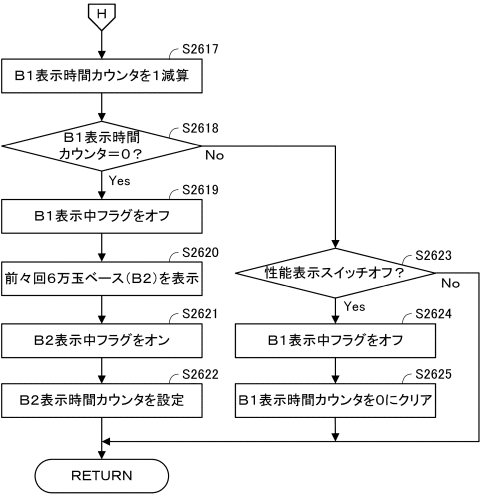 H
S2617
B1表示時間カウンタを1減算
S2618
B1表示時間
カウンタ=0?
No
Yes
S2619
B1表示中フラグをオフ
S2620
前々回6万玉ベース(B2)を表示
S2621
B2表示中フラグをオン
S2622
B2表示時間カウンタを設定
S2623
性能表示スイッチオフ?
No
Yes
S2624
B1表示中フラグをオフ
S2625
B1表示時間カウンタを0にクリア
RETURN